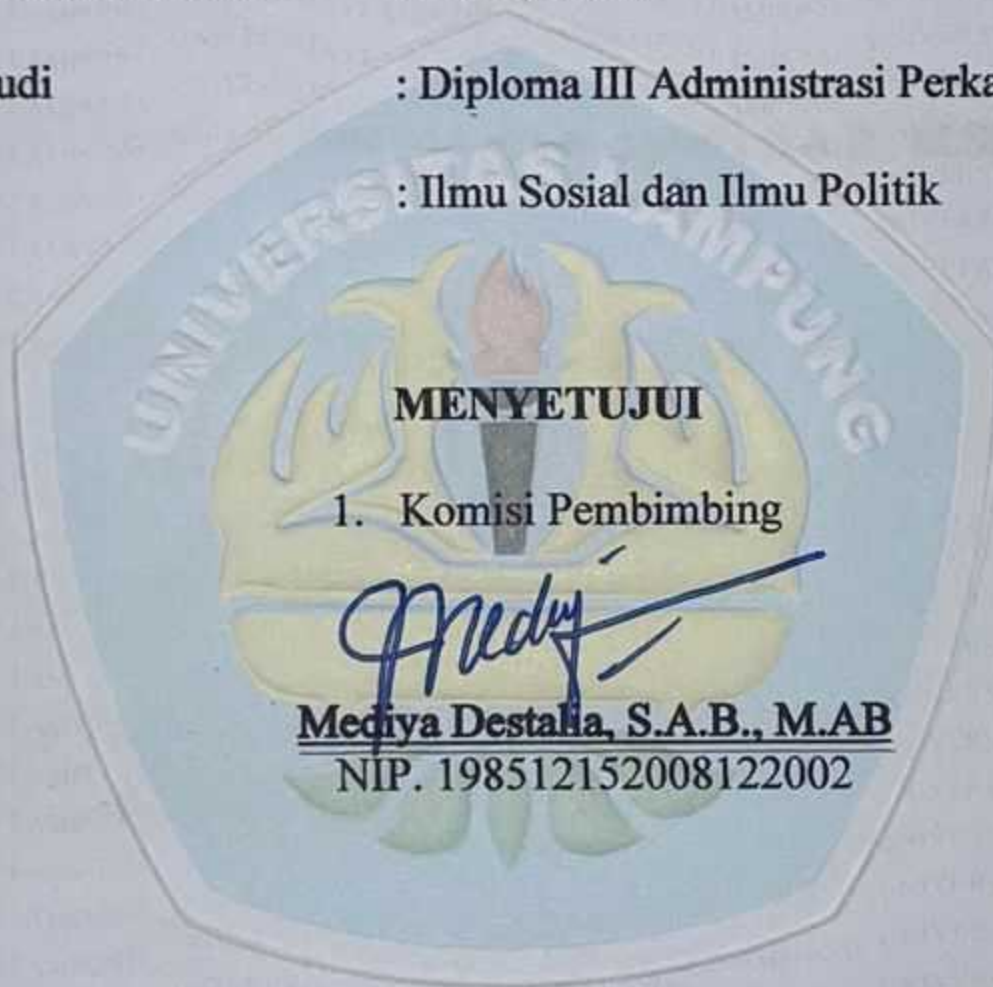 udi : Diploma III Administrasi Perka
: Ilmu Sosial dan Ilmu Politik
UNIVERSITAS LAMPUNG
MENYETUJUI
1. Komisi Pembimbing
Mediya Destalia, S.A.B., M.AB
NIP. 198512152008122002